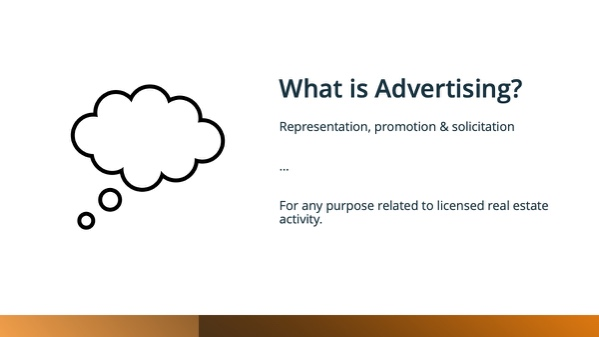 What is Advertising?
Representation, promotion & solicitation
...
For any purpose related to licensed real estate
activity.